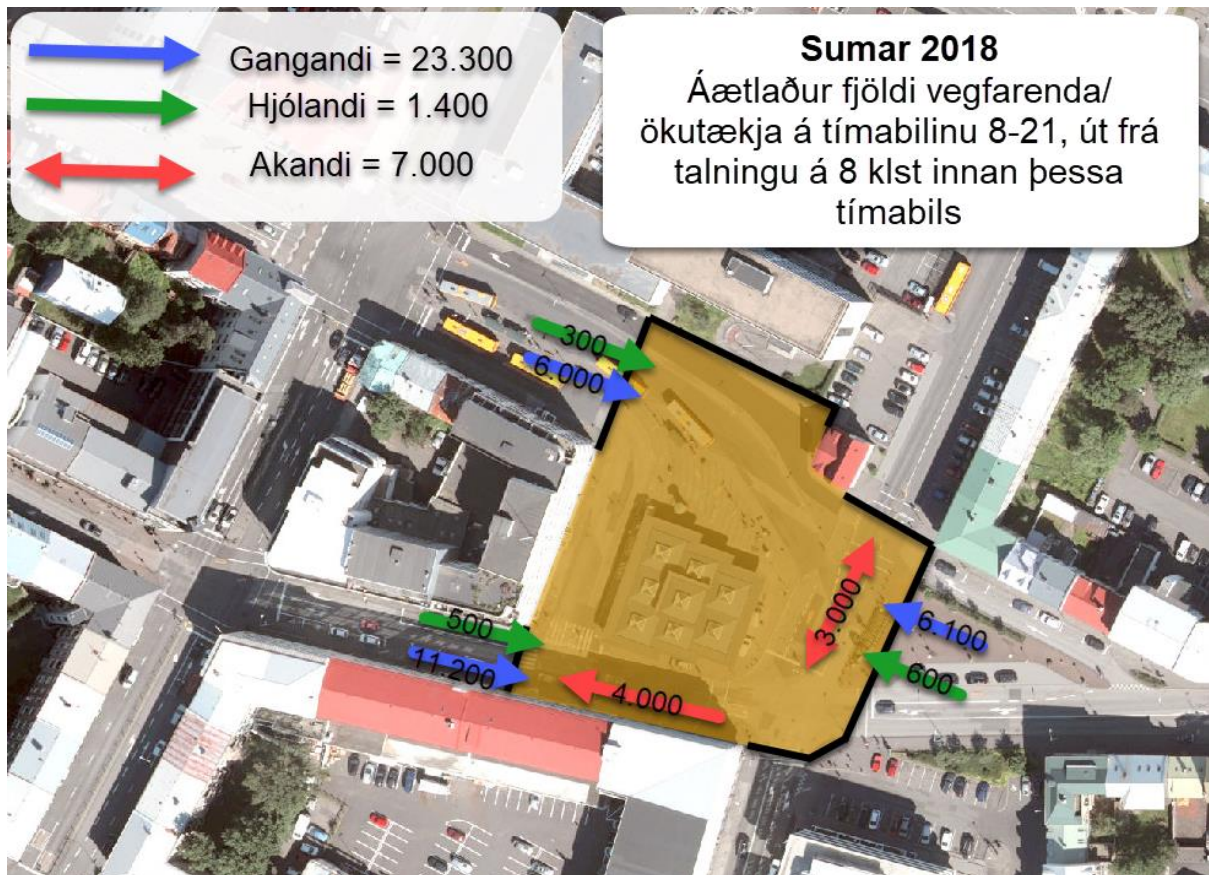 Gangandi = 23.300
Hjólandi = 1.400
Akandi = 7.000
Sumar 2018
Áætlaður fjöldi vegfarenda/
ökutækja á tímabilinu 8-21, út frá
talningu á 8 klst innan þessa
tímabils
300
6.000
3.000
6.100
500
11.200
4.000
600